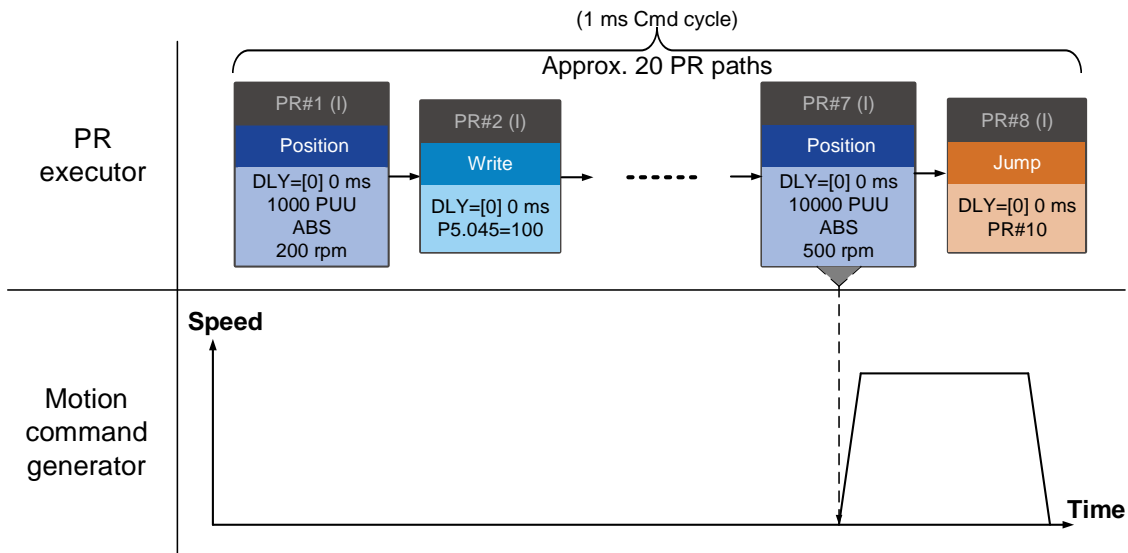 (1 ms Cmd cycle)
Approx. 20 PR paths
PR
executor
PR#1 (I)
Position
DLY=[0] 0 ms
1000 PUU
ABS
200 rpm
PR#2 (I)
Write
DLY=[0] 0 ms
P5.045=100
PR#7 (I)
Position
DLY=[0] 0 ms
10000 PUU
ABS
500 rpm
PR#8 (I)
Jump
DLY=[0] 0 ms
PR#10
Motion
command
generator
Speed
Time